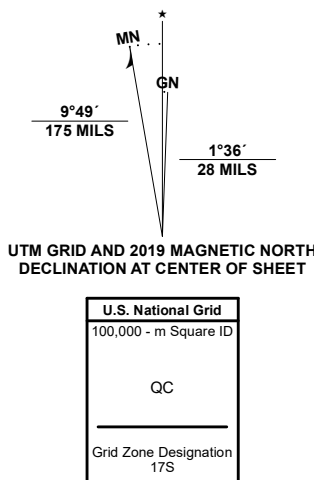 ★
MN
GN
9°49´
175 MILS
1°36´
28 MILS
UTM GRID AND 2019 MAGNETIC NORTH
DECLINATION AT CENTER OF SHEET
U.S. National Grid
100,000 - m Square ID
QC
Grid Zone Designation
17S